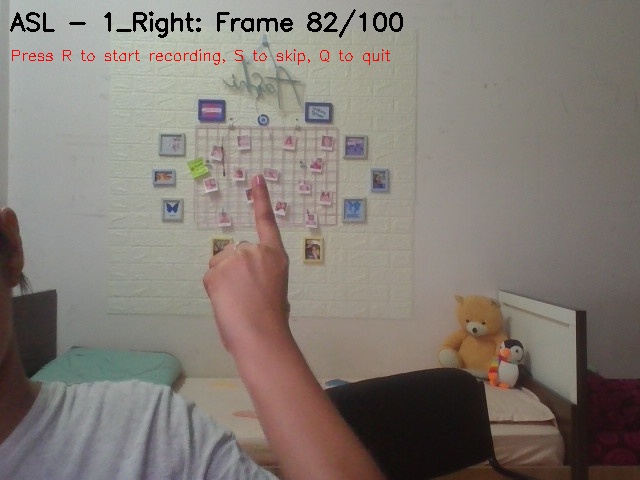 ASL - 1_Right: Frame 82/100
Press R to start recording, S to skip, Q to quit